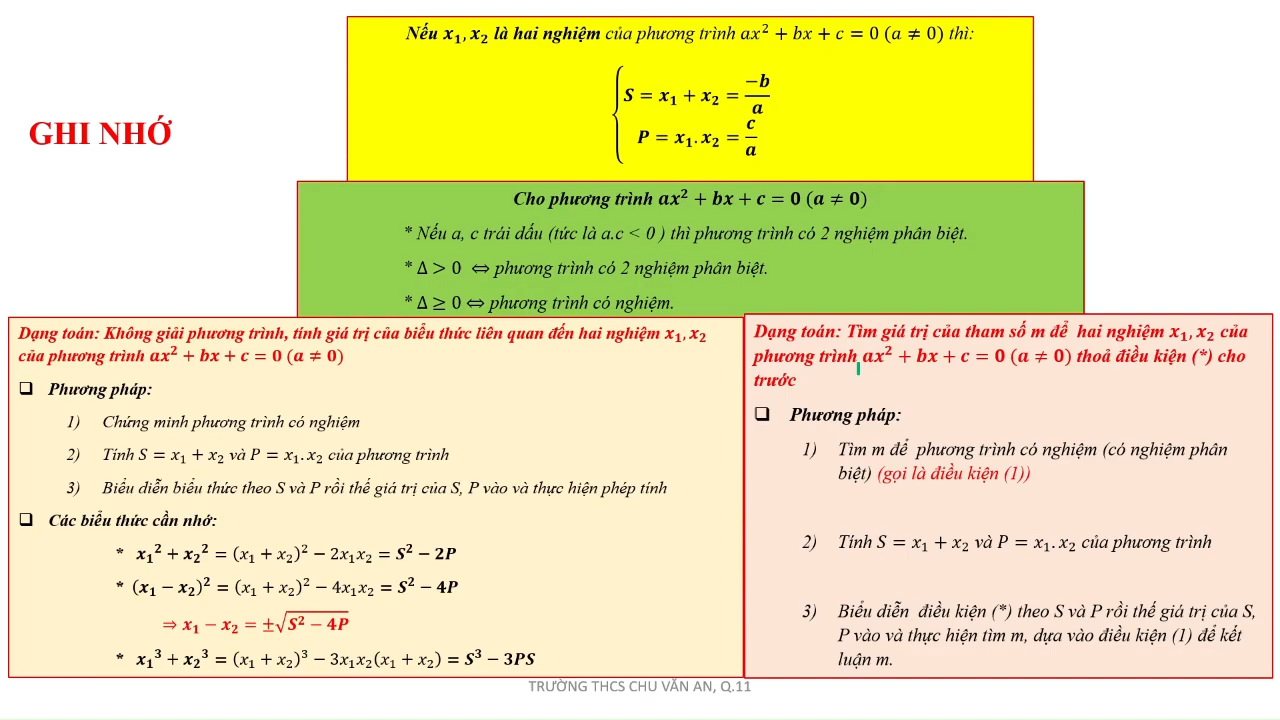 GHI NHỚ
Nếu x₁, x₂ là hai nghiệm của phương trình ax² + bx + c = 0 (a ≠ 0) thì:
S = x₁ + x₂ = −b/a
P = x₁. x₂ = c/a
Cho phương trình ax² + bx + c = 0 (a ≠ 0)
* Nếu a, c trái dấu (tức là a.c < 0 ) thì phương trình có 2 nghiệm phân biệt.
* Δ > 0 ⇔ phương trình có 2 nghiệm phân biệt.
* Δ ≥ 0 ⇔ phương trình có nghiệm.
Dạng toán: Không giải phương trình, tính giá trị của biểu thức liên quan đến hai nghiệm x₁, x₂
của phương trình ax² + bx + c = 0 (a ≠ 0)
❑ Phương pháp:
1) Chứng minh phương trình có nghiệm
2) Tính S = x₁ + x₂ và P = x₁. x₂ của phương trình
3) Biểu diễn biểu thức theo S và P rồi thế giá trị của S, P vào và thực hiện phép tính
❑ Các biểu thức cần nhớ:
* x₁² + x₂² = (x₁ + x₂)² − 2x₁x₂ = S² − 2P
* (x₁ − x₂)² = (x₁ + x₂)² − 4x₁x₂ = S² − 4P
⇒ x₁ − x₂ = ±√(S² − 4P)
* x₁³ + x₂³ = (x₁ + x₂)³ − 3x₁x₂(x₁ + x₂) = S³ − 3PS
Dạng toán: Tìm giá trị của tham số m để hai nghiệm x₁, x₂ của
phương trình ax² + bx + c = 0 (a ≠ 0) thoả điều kiện (*) cho
trước
❑ Phương pháp:
1) Tìm m để phương trình có nghiệm (có nghiệm phân
biệt) (gọi là điều kiện (1))
2) Tính S = x₁ + x₂ và P = x₁. x₂ của phương trình
3) Biểu diễn điều kiện (*) theo S và P rồi thế giá trị của S,
P vào và thực hiện tìm m, dựa vào điều kiện (1) để kết
luận m.
TRƯỜNG THCS CHU VĂN AN, Q.11